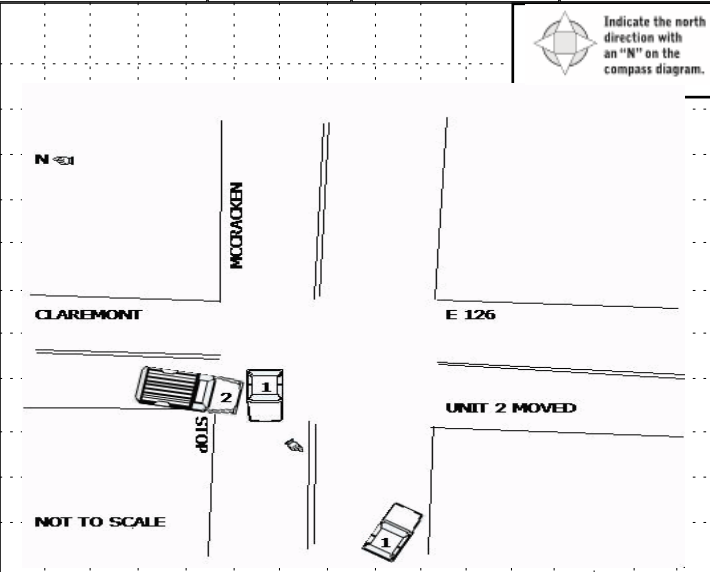 Indicate the north
direction with
an “N” on the
compass diagram.
N
MCCRACKEN
CLAREMONT
E 126
1
2
UNIT 2 MOVED
STOP
NOT TO SCALE
1